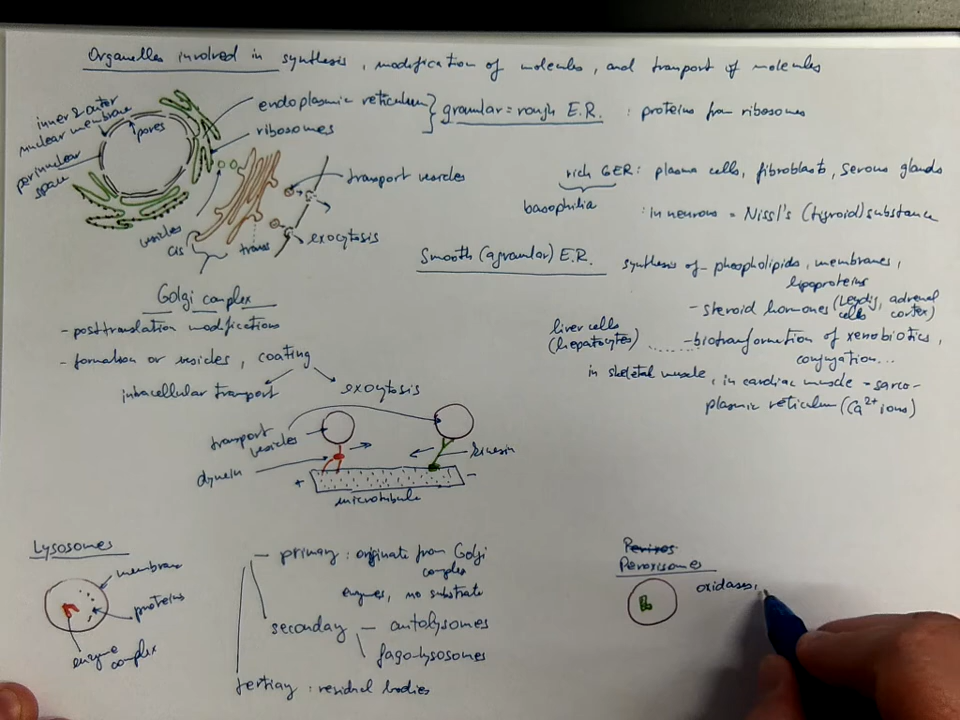 Organelles involved in synthesis, modification of molecules, and transport of molecules
inner & outer
nuclear membrane
pores
perinuclear
space
endoplasmic reticulum
ribosomes
granular = rough E.R. : proteins from ribosomes
transport vesicles
rich GER: plasma cells, fibroblasts, serous glands
basophilia
: in neurons = Nissl's (tigroid) substance
vesicles
cis
trans
exocytosis
Smooth (agranular) E.R.
synthesis of - phospholipids, membranes,
lipoproteins
- steroid hormones (Leydig cells, adrenal cortex)
liver cells
(hepatocytes)
- biotransformation of xenobiotics,
conjugation...
in skeletal muscle, in cardiac muscle = sarco-
plasmic reticulum (Ca2+ ions)
Golgi complex
- posttranslation modifications
- formation or vesicles, coating
intracellular transport
exocytosis
transport
vesicles
dynein
kinesin
+
-
microtubule
Lysosomes
membrane
proteins
enzyme
complex
- primary: originate from Golgi
complex
enzymes, no substrate
secondary - autolysomes
fago-lysosomes
tertiary: residual bodies
Peroxisomes
oxidases,